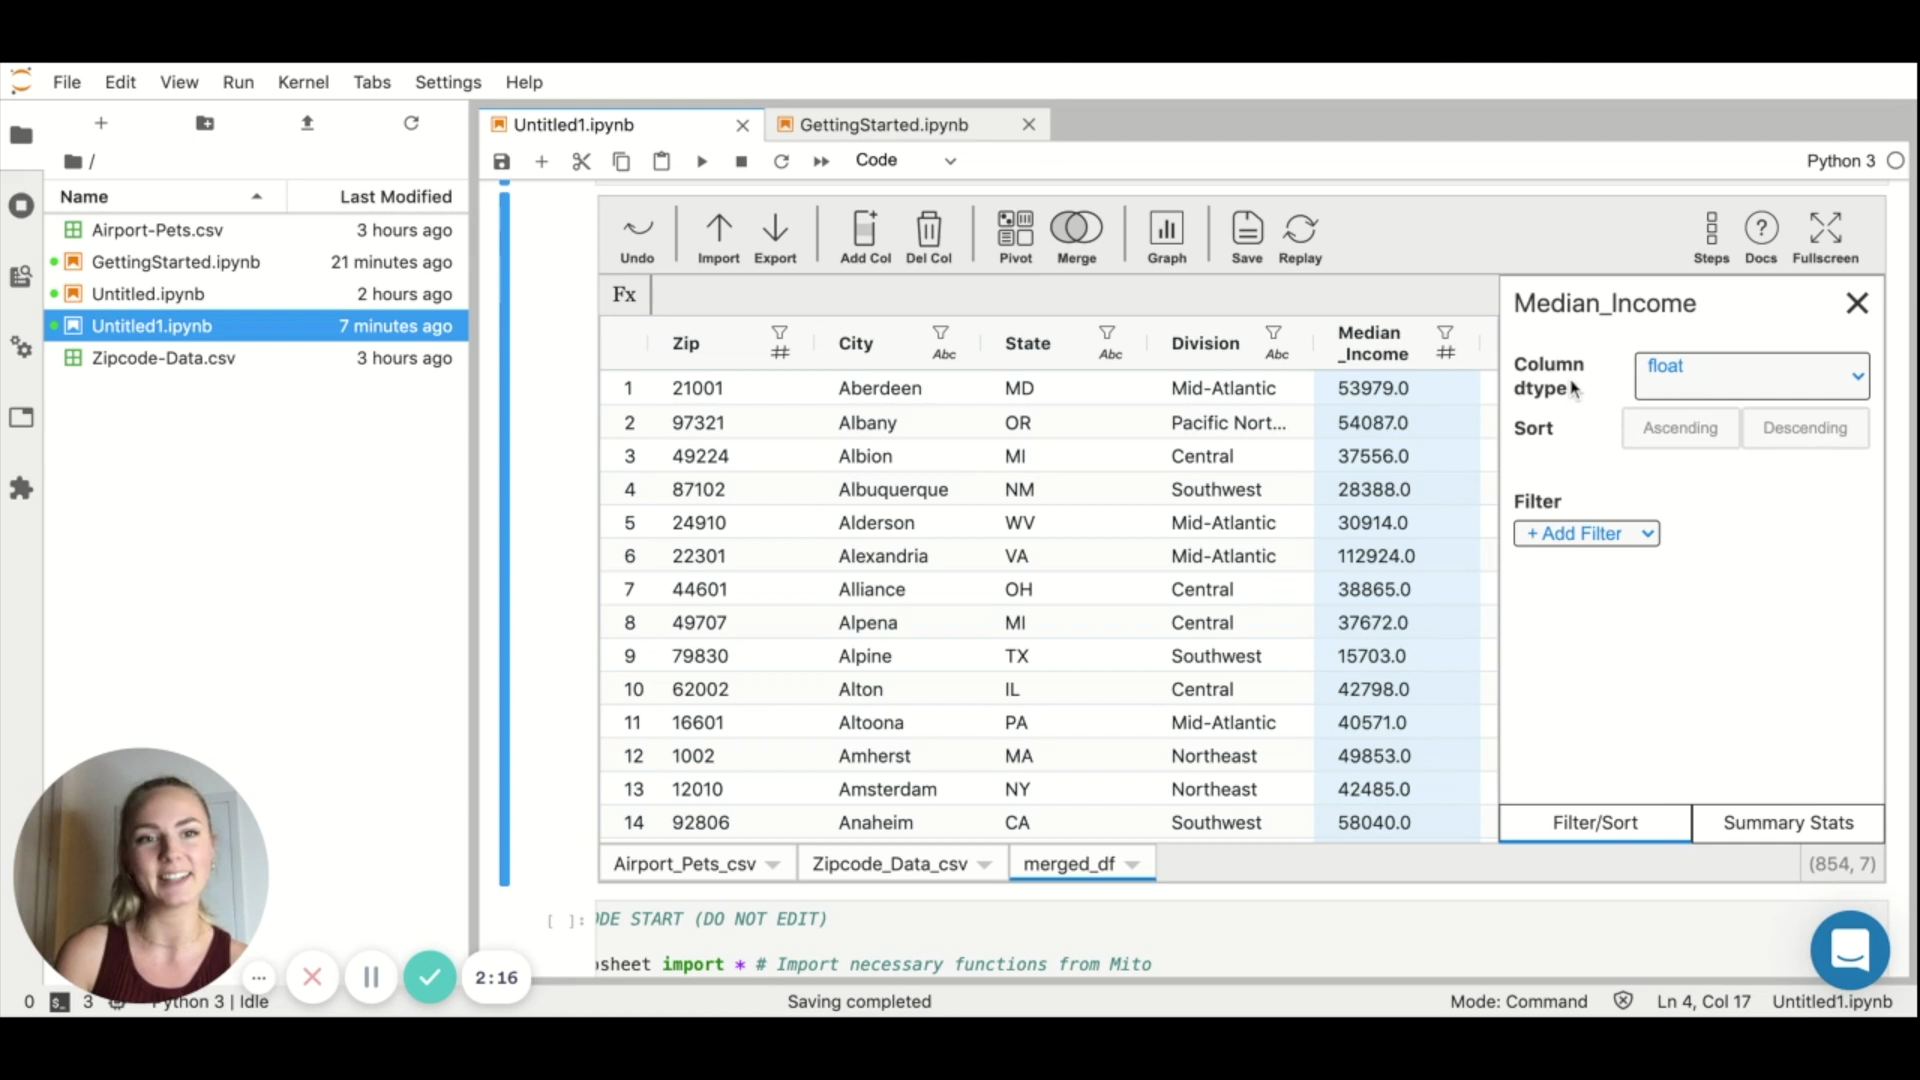 File Edit View Run Kernel Tabs Settings Help
/
Name Last Modified
Airport-Pets.csv 3 hours ago
GettingStarted.ipynb 21 minutes ago
Untitled.ipynb 2 hours ago
Untitled1.ipynb 7 minutes ago
Zipcode-Data.csv 3 hours ago
Untitled1.ipynb GettingStarted.ipynb
Code Python 3
Undo Import Export Add Col Del Col Pivot Merge Graph Save Replay Steps Docs Fullscreen
Fx
Zip # City Abc State Abc Division Abc Median _Income #
1 21001 Aberdeen MD Mid-Atlantic 53979.0
2 97321 Albany OR Pacific Nort... 54087.0
3 49224 Albion MI Central 37556.0
4 87102 Albuquerque NM Southwest 28388.0
5 24910 Alderson WV Mid-Atlantic 30914.0
6 22301 Alexandria VA Mid-Atlantic 112924.0
7 44601 Alliance OH Central 38865.0
8 49707 Alpena MI Central 37672.0
9 79830 Alpine TX Southwest 15703.0
10 62002 Alton IL Central 42798.0
11 16601 Altoona PA Mid-Atlantic 40571.0
12 1002 Amherst MA Northeast 49853.0
13 12010 Amsterdam NY Northeast 42485.0
14 92806 Anaheim CA Southwest 58040.0
Median_Income
Column dtype float
Sort Ascending Descending
Filter
+ Add Filter
Filter/Sort Summary Stats
Airport_Pets_csv Zipcode_Data_csv merged_df (854, 7)
[ ]: ODE START (DO NOT EDIT)
osheet import * # Import necessary functions from Mito
2:16
0 $_ 3 Python 3 | Idle Saving completed Mode: Command Ln 4, Col 17 Untitled1.ipynb